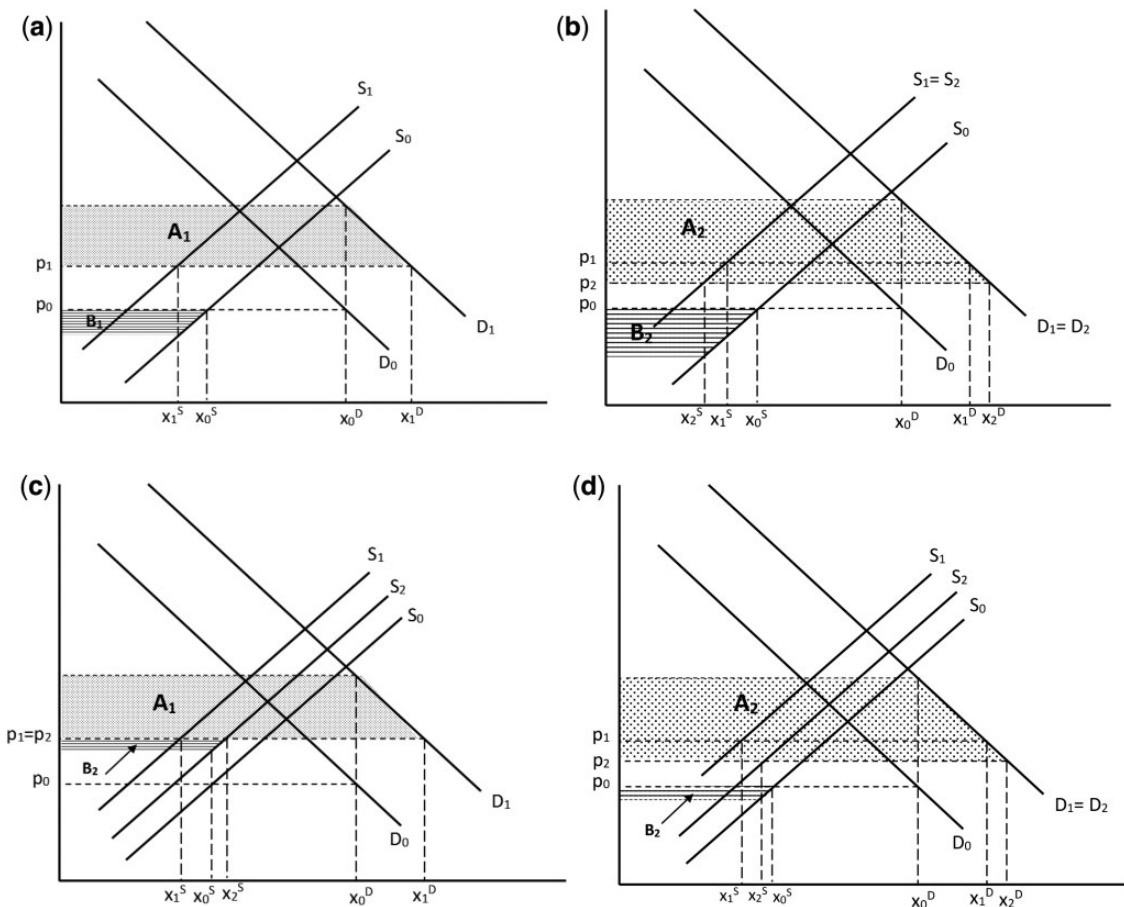 (a)
S₁
S₀
A₁
p₁
p₀
B₁
D₁
D₀
x₁ˢ x₀ˢ x₀ᴰ x₁ᴰ
(b)
S₁= S₂
S₀
A₂
p₁
p₂
p₀
B₂
D₁= D₂
D₀
x₂ˢ x₁ˢ x₀ˢ x₀ᴰ x₁ᴰ x₂ᴰ
(c)
S₁
S₂
S₀
A₁
p₁=p₂
B₂
p₀
D₁
D₀
x₁ˢ x₀ˢ x₂ˢ x₀ᴰ x₁ᴰ
(d)
S₁
S₂
S₀
A₂
p₁
p₂
p₀
B₂
D₁= D₂
D₀
x₁ˢ x₂ˢ x₀ˢ x₀ᴰ x₁ᴰ x₂ᴰ